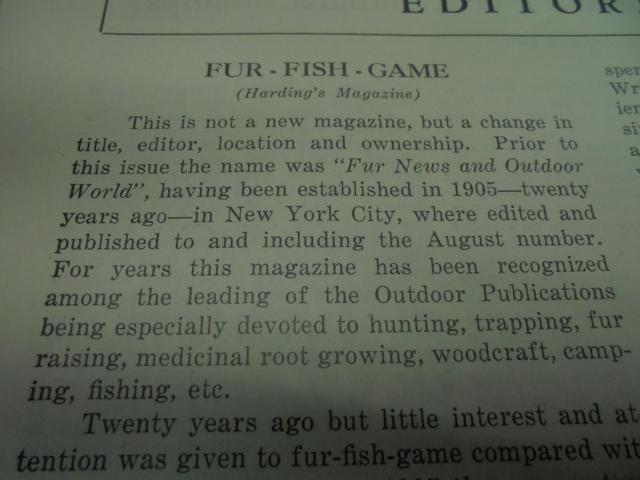 EDITOR
FUR - FISH - GAME
(Harding's Magazine)
This is not a new magazine, but a change in
title, editor, location and ownership. Prior to
this issue the name was "Fur News and Outdoor
World", having been established in 1905—twenty
years ago—in New York City, where edited and
published to and including the August number.
For years this magazine has been recognized
among the leading of the Outdoor Publications
being especially devoted to hunting, trapping, fur
raising, medicinal root growing, woodcraft, camp-
ing, fishing, etc.
Twenty years ago but little interest and at
tention was given to fur-fish-game compared wit
sper
Wr
ier
si
a